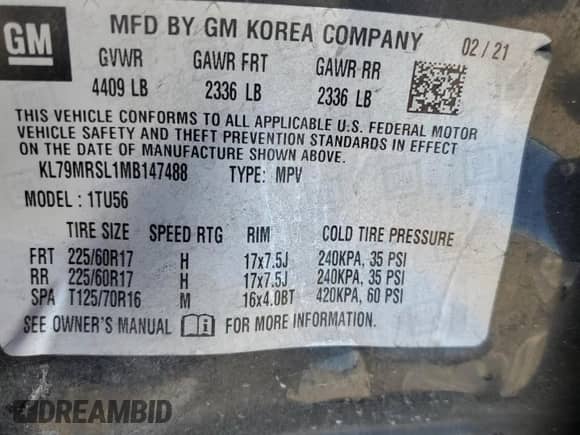 GM
MFD BY GM KOREA COMPANY 02 / 21
GVWR GAWR FRT GAWR RR
4409 LB 2336 LB 2336 LB
THIS VEHICLE CONFORMS TO ALL APPLICABLE U.S. FEDERAL MOTOR
VEHICLE SAFETY AND THEFT PREVENTION STANDARDS IN EFFECT
ON THE DATE OF MANUFACTURE SHOWN ABOVE.
KL79MRSL1MB147488 TYPE: MPV
MODEL : 1TU56
TIRE SIZE SPEED RTG RIM COLD TIRE PRESSURE
FRT 225/60R17 H 17x7.5J 240KPA, 35 PSI
RR 225/60R17 H 17x7.5J 240KPA, 35 PSI
SPA T125/70R16 M 16x4.0BT 420KPA, 60 PSI
SEE OWNER'S MANUAL FOR MORE INFORMATION.
DREAMBID